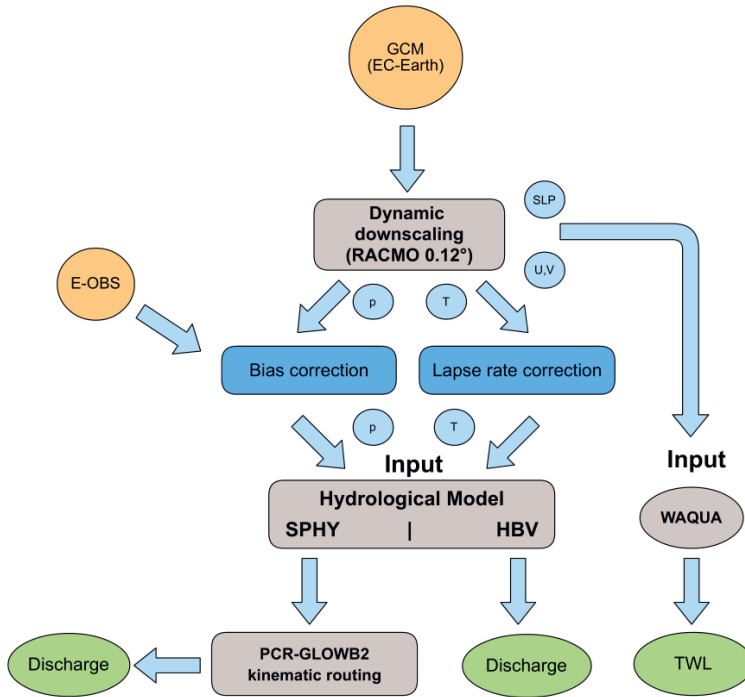 GCM
(EC-Earth)
SLP
Dynamic
downscaling
(RACMO 0.12°)
U,V
E-OBS
p
T
Bias correction
Lapse rate correction
p
T
Input
Input
Hydrological Model
SPHY | HBV
WAQUA
PCR-GLOWB2
kinematic routing
Discharge
Discharge
TWL